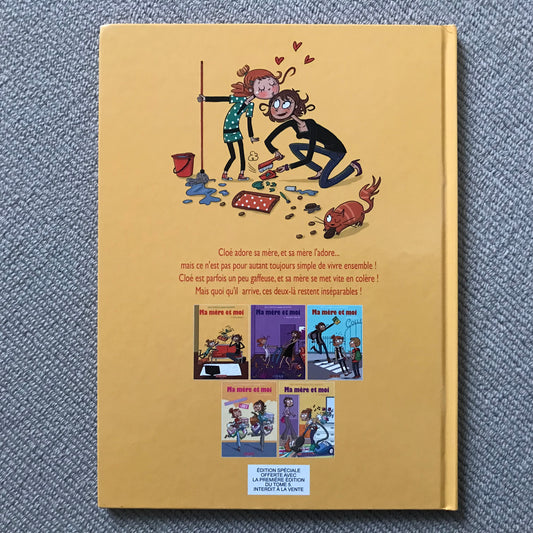 Cloé adore sa mère, et sa mère l'adore...
mais ce n'est pas pour autant toujours simple de vivre ensemble !
Cloé est parfois un peu gaffeuse, et sa mère se met vite en colère !
Mais quoi qu'il arrive, ces deux-là restent inséparables !
Ma mère et moi
Ma mère et moi
Ma mère et moi
Ma mère et moi
Ma mère et moi
ÉDITION SPÉCIALE
OFFERTE AVEC
LA PREMIÈRE ÉDITION
DU TOME 5
INTERDIT À LA VENTE